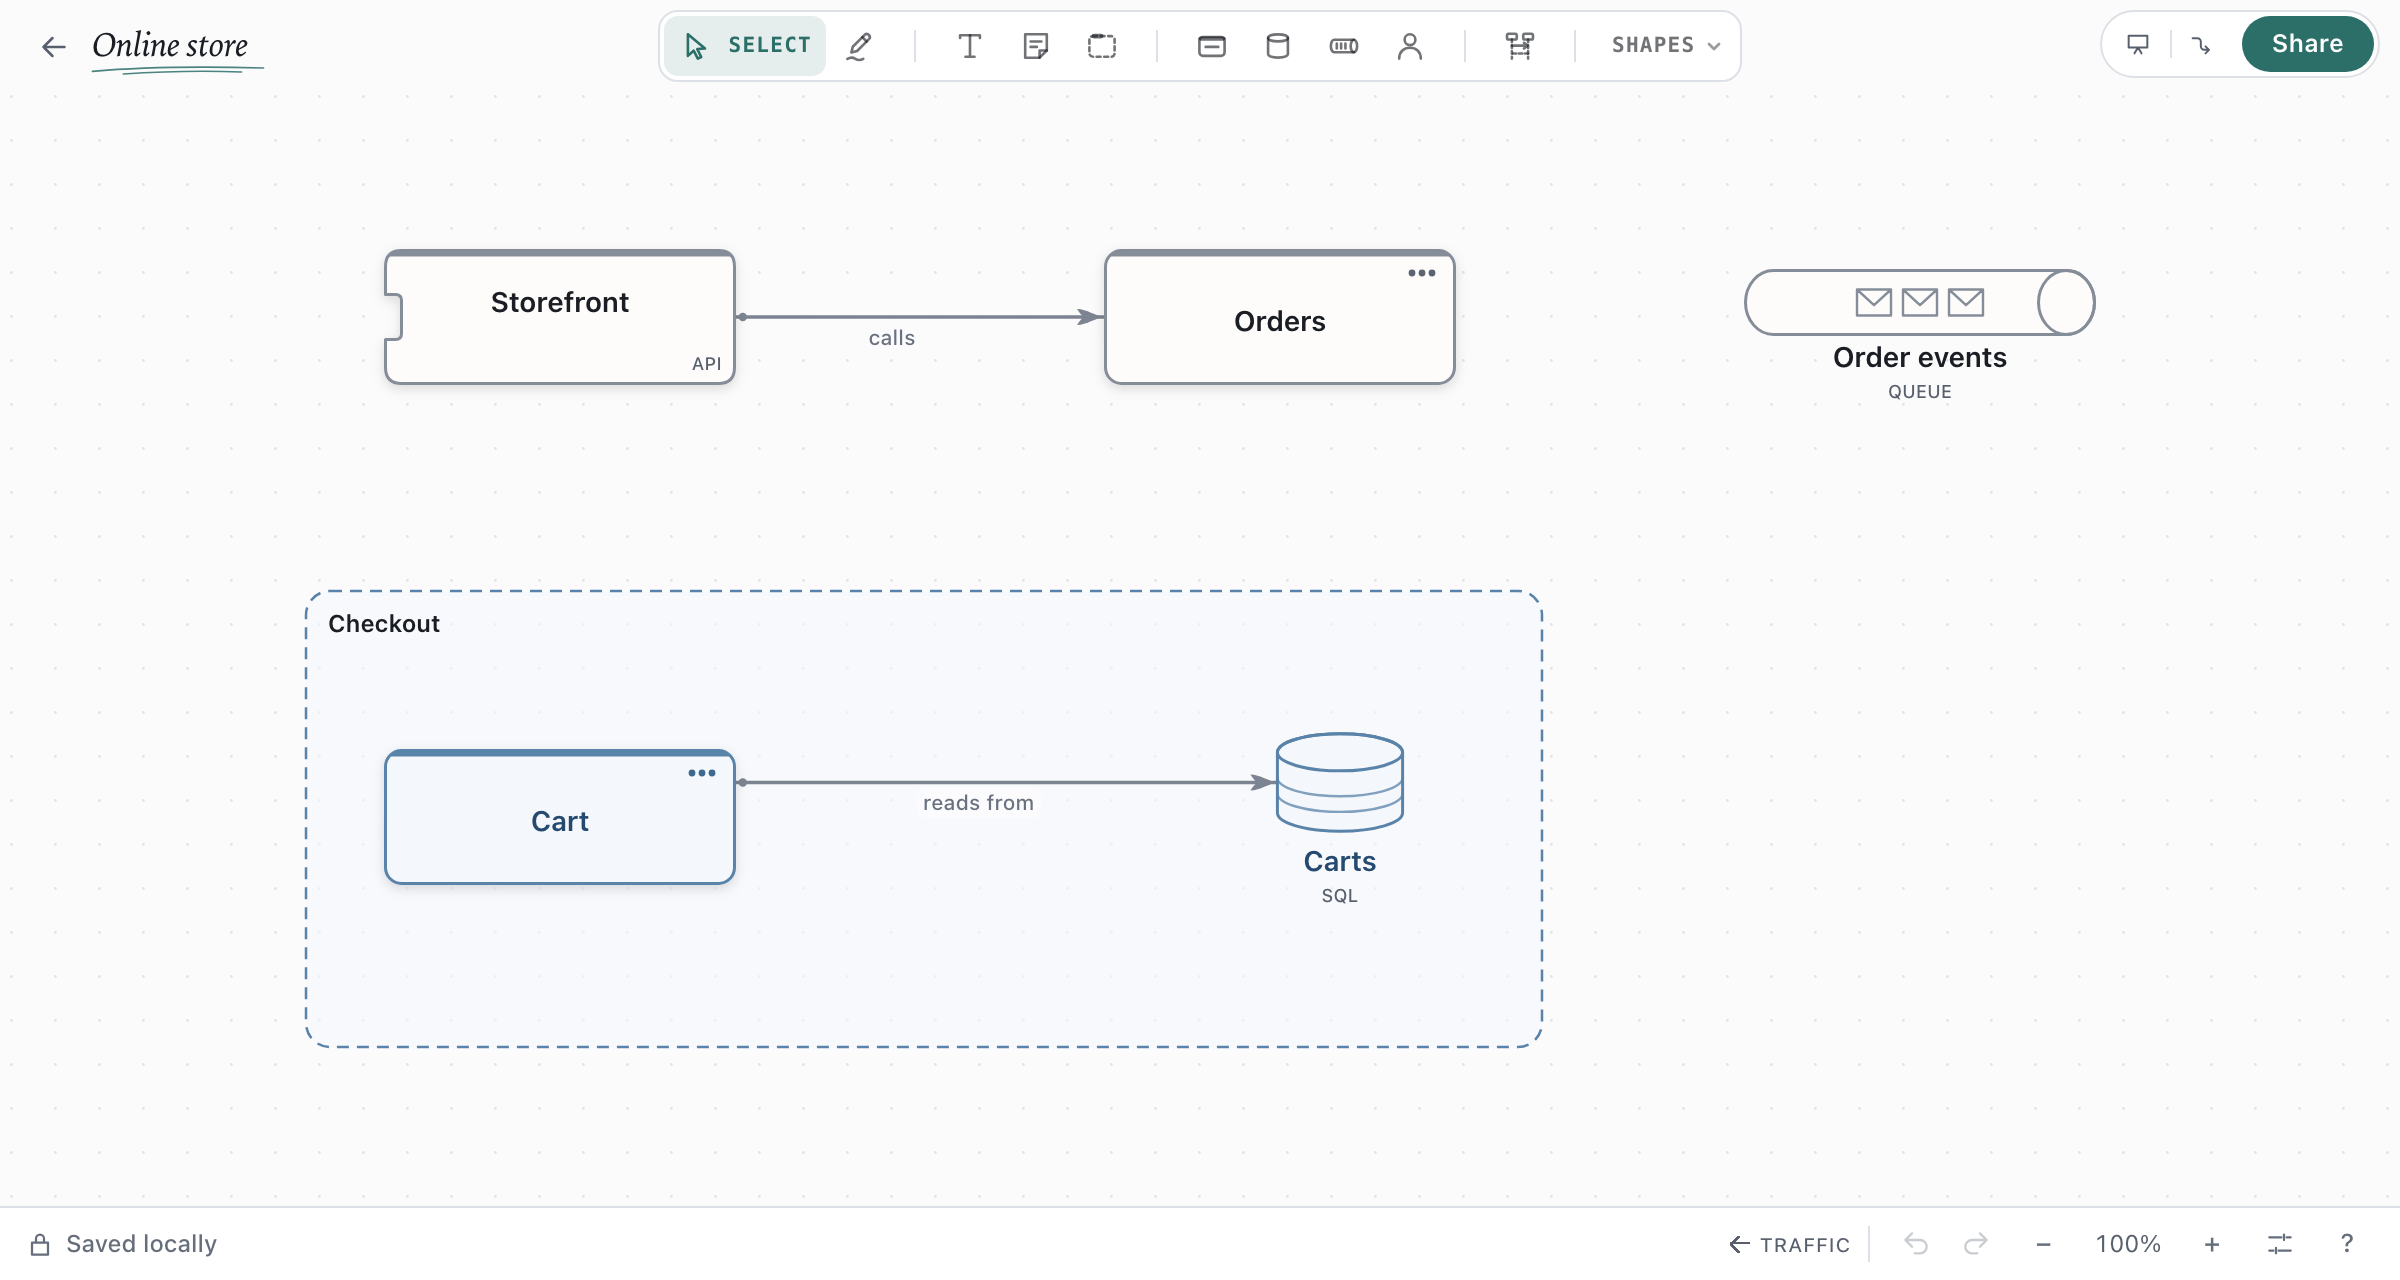 Online store
SELECT
SHAPES
Share
Storefront
API
calls
Orders
Order events
QUEUE
Checkout
Cart
reads from
Carts
SQL
Saved locally
TRAFFIC
100%
?